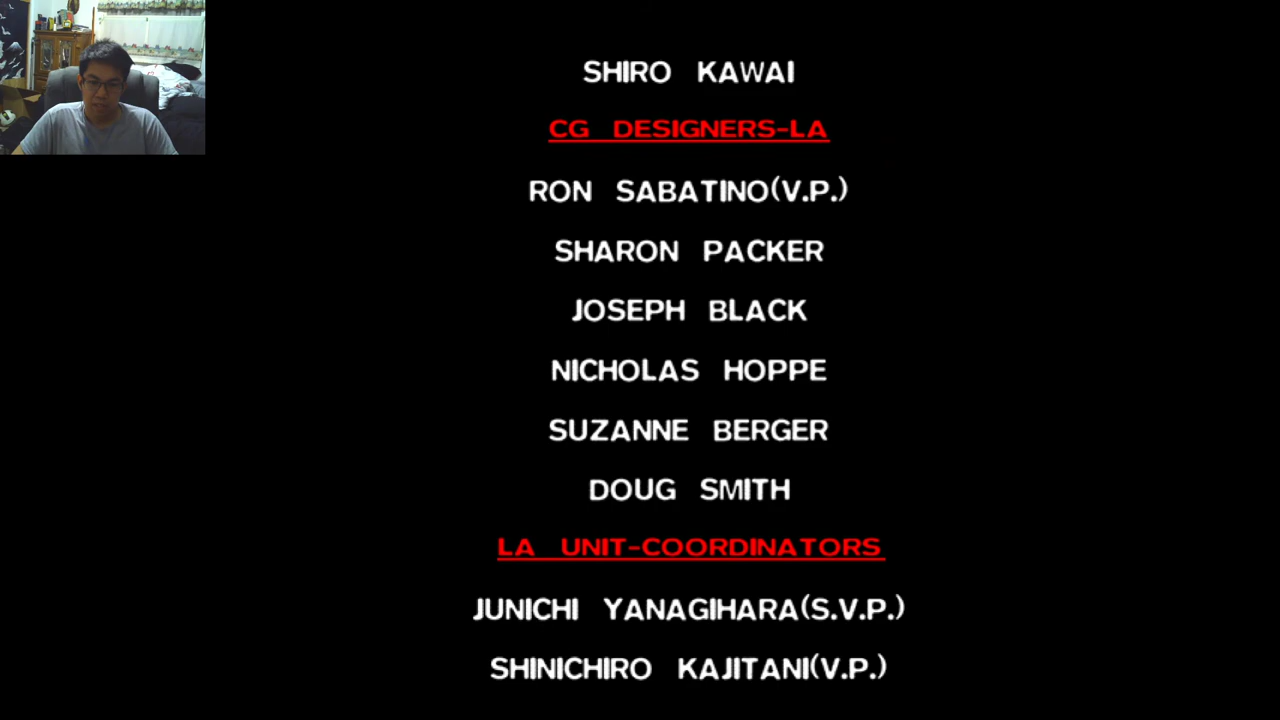 SHIRO KAWAI
CG DESIGNERS-LA
RON SABATINO(V.P.)
SHARON PACKER
JOSEPH BLACK
NICHOLAS HOPPE
SUZANNE BERGER
DOUG SMITH
LA UNIT-COORDINATORS
JUNICHI YANAGIHARA(S.V.P.)
SHINICHIRO KAJITANI(V.P.)